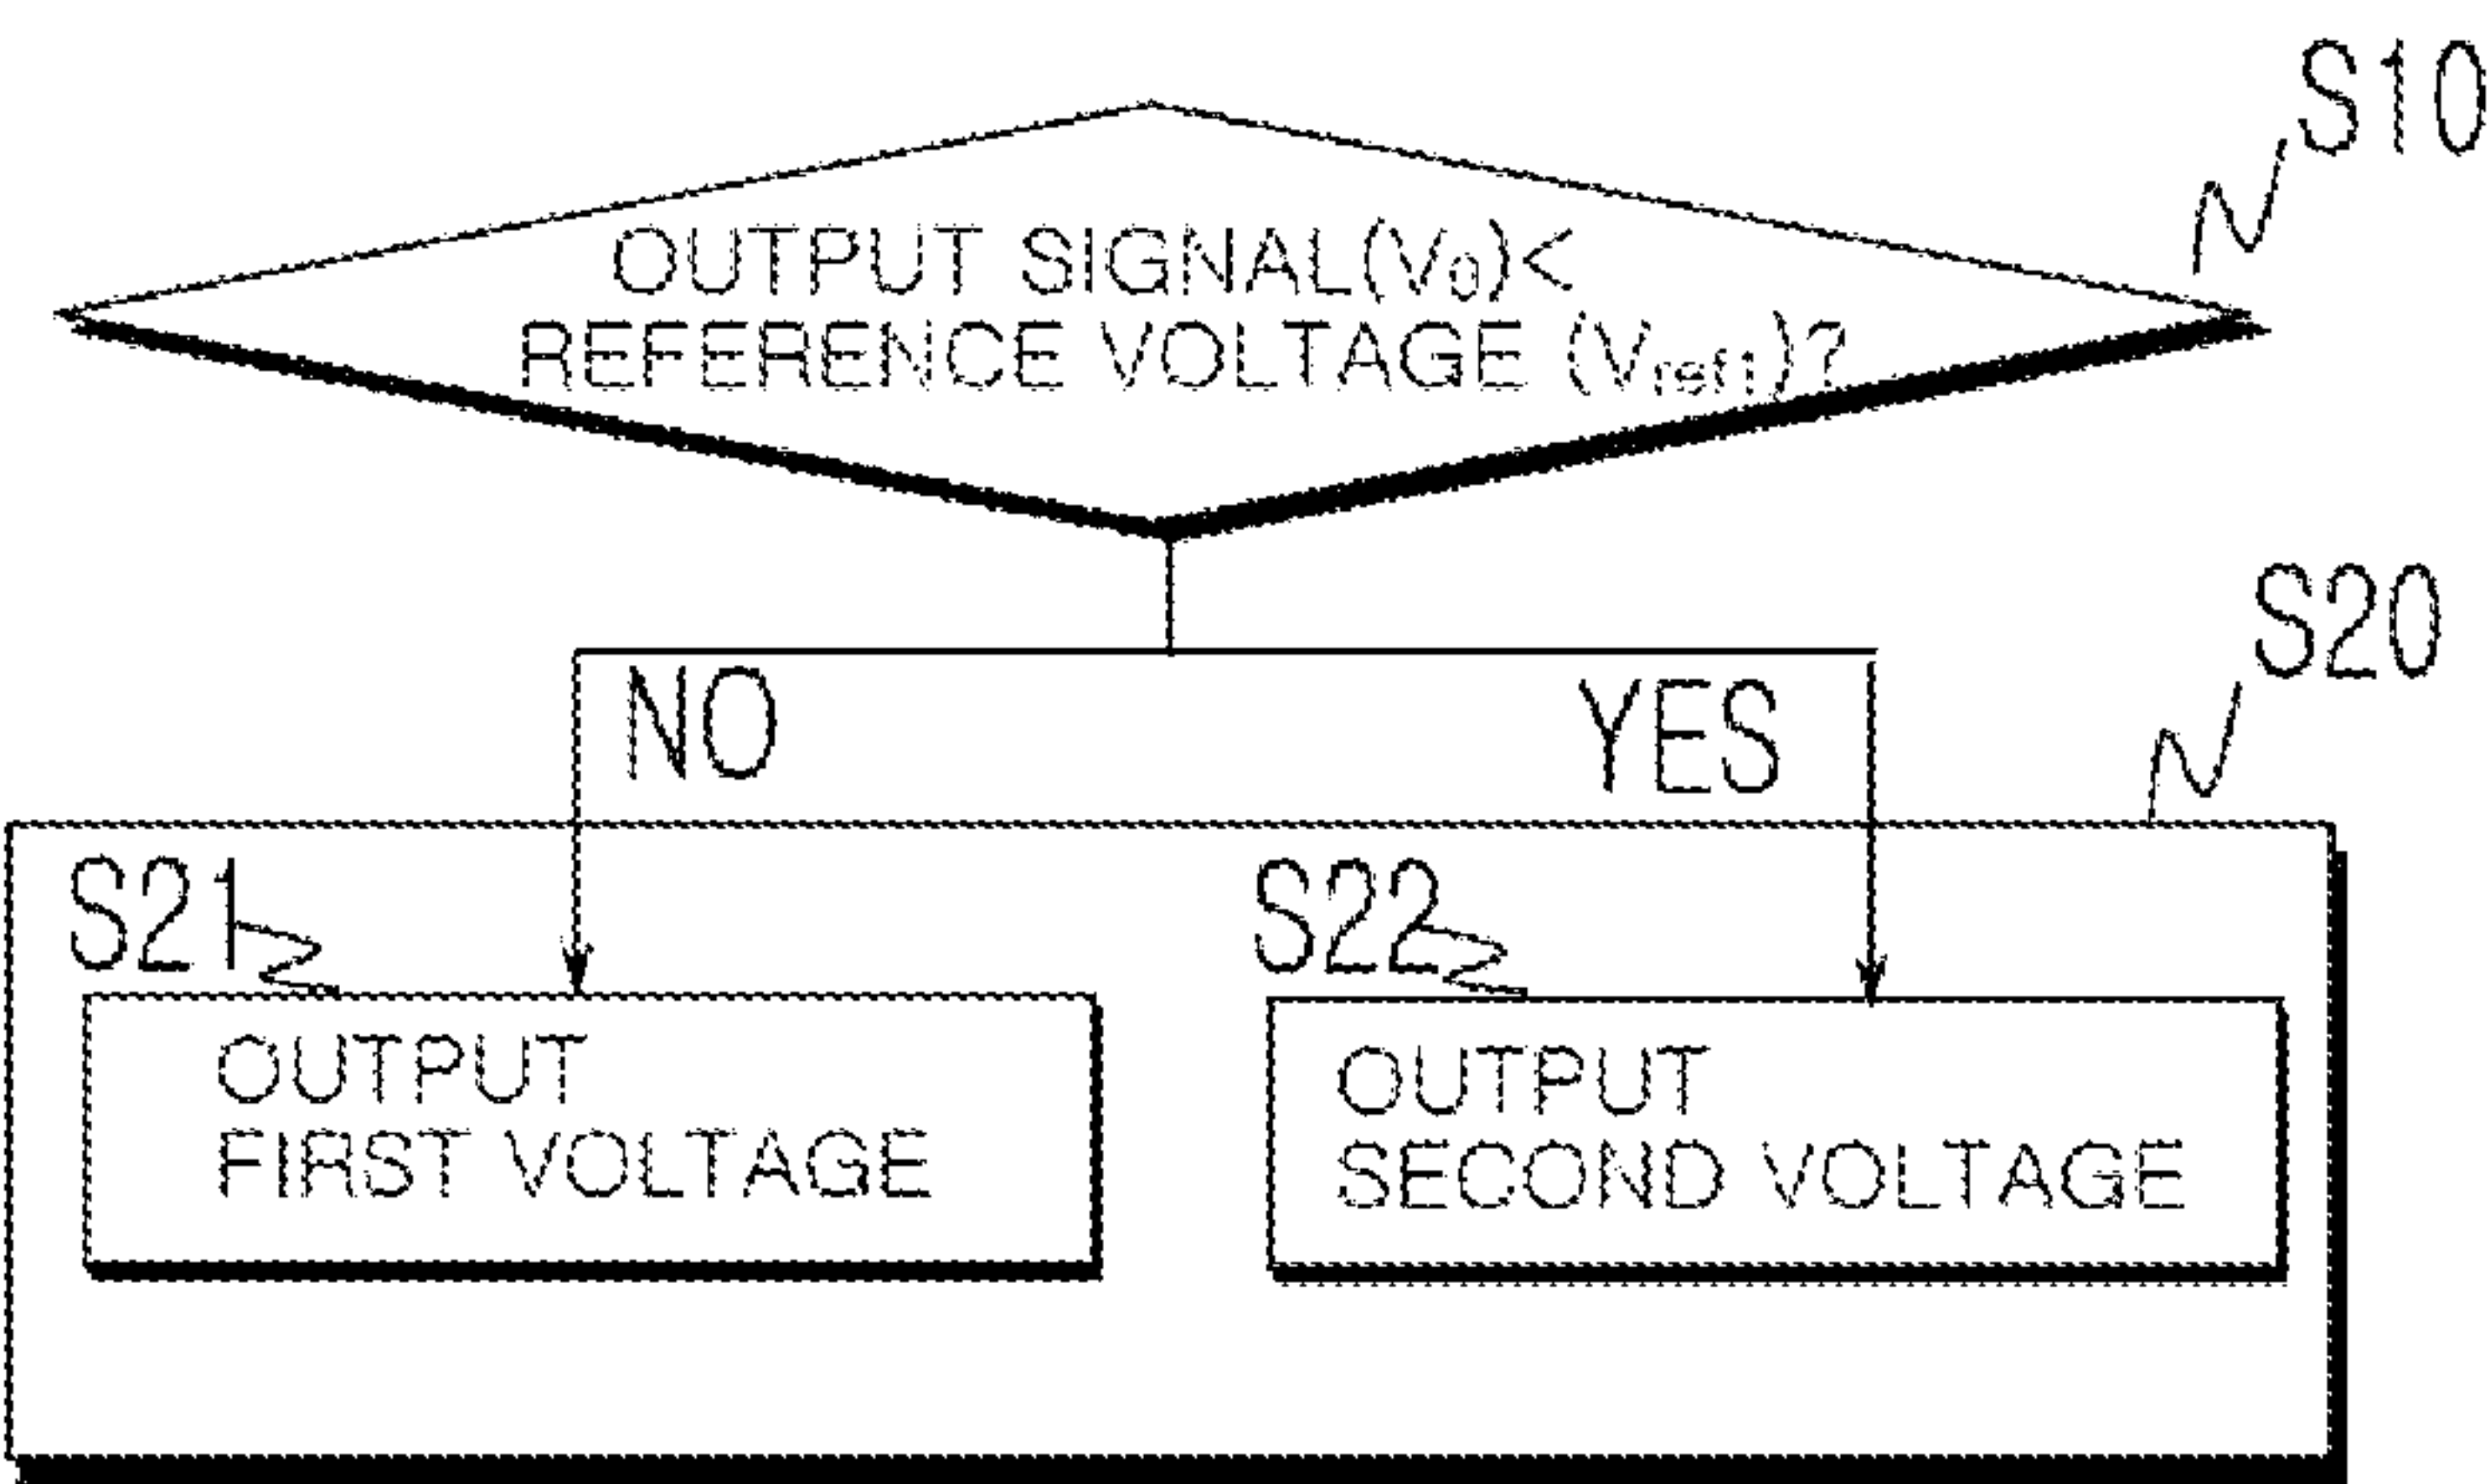 S10
OUTPUT SIGNAL(V₀)<
REFERENCE VOLTAGE (Vref1)?
S20
NO
YES
S21
S22
OUTPUT
FIRST VOLTAGE
OUTPUT
SECOND VOLTAGE